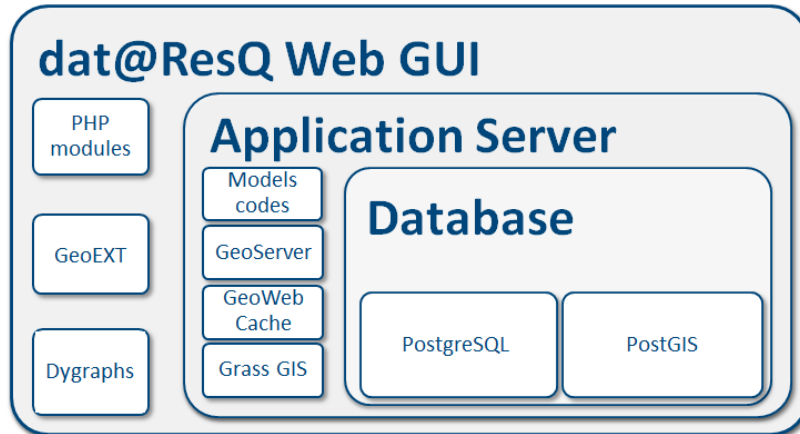 dat@ResQ Web GUI
PHP
modules
GeoEXT
Dygraphs
Application Server
Models
codes
GeoServer
GeoWeb
Cache
Grass GIS
Database
PostgreSQL
PostGIS